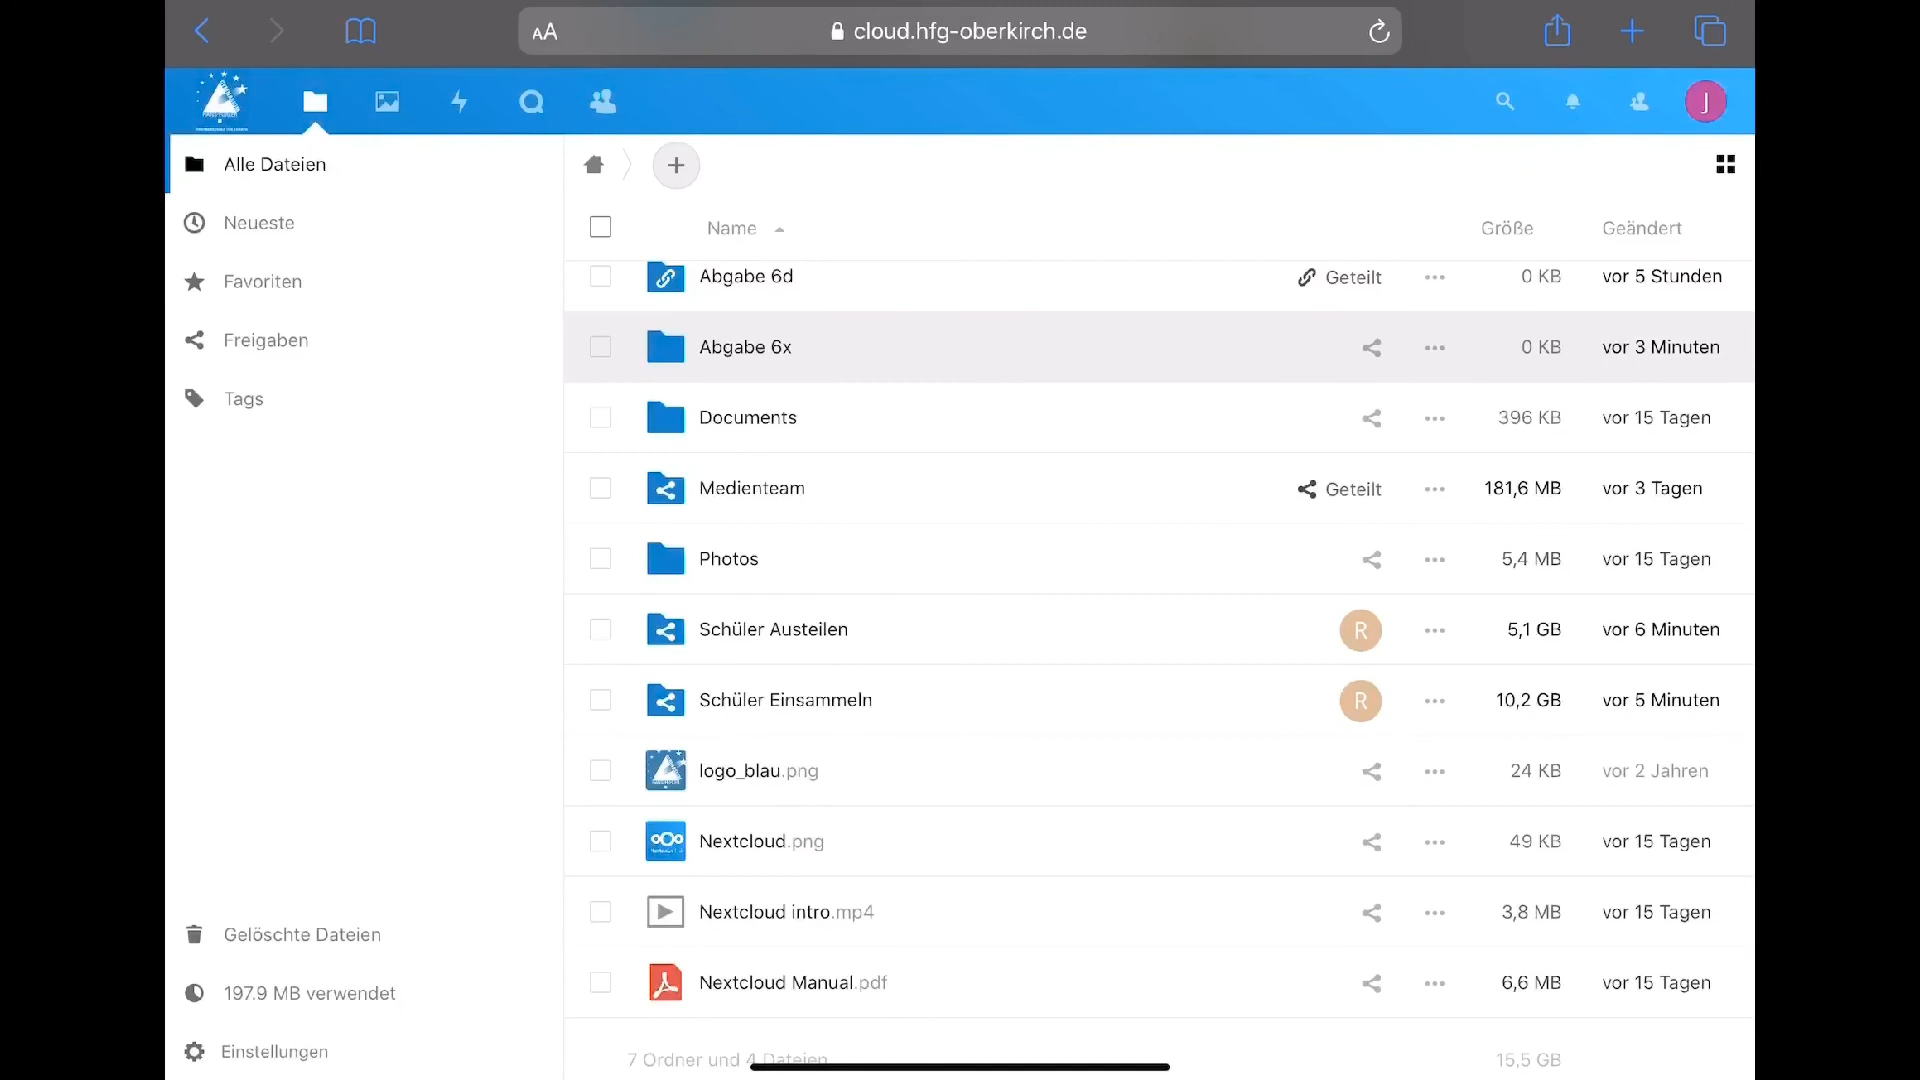 AA cloud.hfg-oberkirch.de
J
Alle Dateien
Neueste
Favoriten
Freigaben
Tags
Gelöschte Dateien
197.9 MB verwendet
Einstellungen
Name Größe Geändert
Abgabe 6d Geteilt 0 KB vor 5 Stunden
Abgabe 6x 0 KB vor 3 Minuten
Documents 396 KB vor 15 Tagen
Medienteam Geteilt 181,6 MB vor 3 Tagen
Photos 5,4 MB vor 15 Tagen
Schüler Austeilen R 5,1 GB vor 6 Minuten
Schüler Einsammeln R 10,2 GB vor 5 Minuten
logo_blau.png 24 KB vor 2 Jahren
Nextcloud.png 49 KB vor 15 Tagen
Nextcloud intro.mp4 3,8 MB vor 15 Tagen
Nextcloud Manual.pdf 6,6 MB vor 15 Tagen
7 Ordner und 4 Dateien 15,5 GB